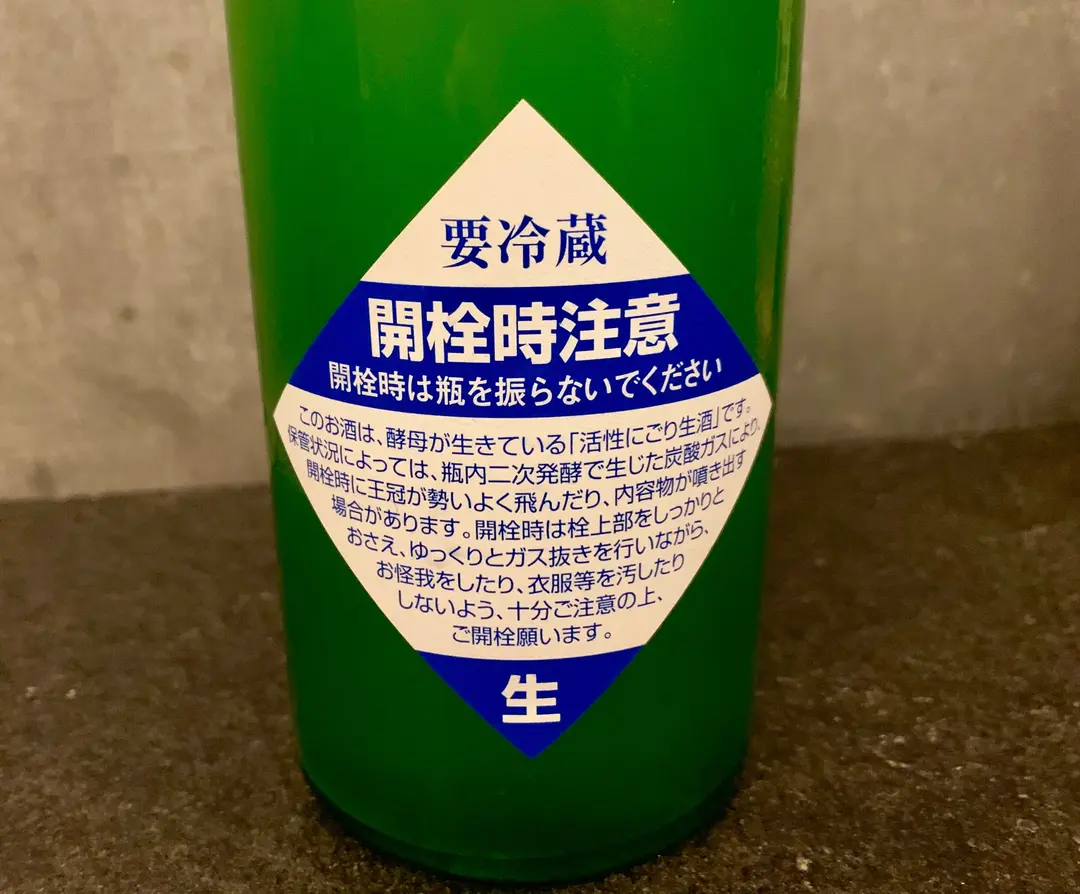 要冷蔵
開栓時注意
開栓時は瓶を振らないでください
このお酒は、酵母が生きている「活性にごり生酒」です。
保管状況によっては、瓶内二次発酵で生じた炭酸ガスにより、
開栓時に王冠が勢いよく飛んだり、内容物が噴き出す
場合があります。開栓時は栓上部をしっかりと
おさえ、ゆっくりとガス抜きを行いながら、
お怪我をしたり、衣服等を汚したり
しないよう、十分ご注意の上、
ご開栓願います。
生